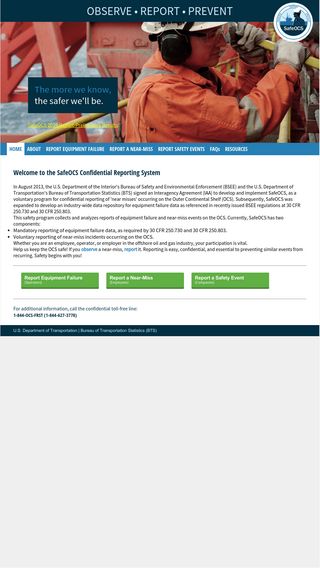 OBSERVE • REPORT • PREVENT
SafeOCS
The more we know,
the safer we'll be.
HOME ABOUT REPORT EQUIPMENT FAILURE REPORT A NEAR-MISS REPORT SAFETY EVENTS FAQs RESOURCES
Welcome to the SafeOCS Confidential Reporting System
In August 2013, the U.S. Department of the Interior's Bureau of Safety and Environmental Enforcement (BSEE) and the U.S. Department of
Transportation's Bureau of Transportation Statistics (BTS) signed an Interagency Agreement (IAA) to develop and implement SafeOCS, as a
voluntary program for confidential reporting of 'near misses' occurring on the Outer Continental Shelf (OCS). Subsequently, SafeOCS was
expanded to develop an industry-wide data repository for equipment failure data as referenced in recently issued BSEE regulations at 30 CFR
250.730 and 30 CFR 250.803.
This safety program collects and analyzes reports of equipment failure and near-miss events on the OCS. Currently, SafeOCS has two
components:
• Mandatory reporting of equipment failure data, as required by 30 CFR 250.730 and 30 CFR 250.803.
• Voluntary reporting of near-miss incidents occurring on the OCS.
Whether you are an employee, operator, or employer in the offshore oil and gas industry, your participation is vital.
Help us keep the OCS safe! If you observe a near-miss, report it. Reporting is easy, confidential, and essential to preventing similar events from
recurring. Safety begins with you!
Report Equipment Failure
(Operators)
Report a Near-Miss
(Employees)
Report a Safety Event
(Companies)
For additional information, call the confidential toll-free line:
1-844-OCS-FRST (1-844-627-3778)
U.S. Department of Transportation | Bureau of Transportation Statistics (BTS)